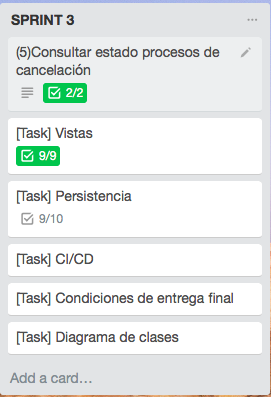 SPRINT 3
(5)Consultar estado procesos de
cancelación
2/2
[Task] Vistas
9/9
[Task] Persistencia
9/10
[Task] CI/CD
[Task] Condiciones de entrega final
[Task] Diagrama de clases
Add a card…